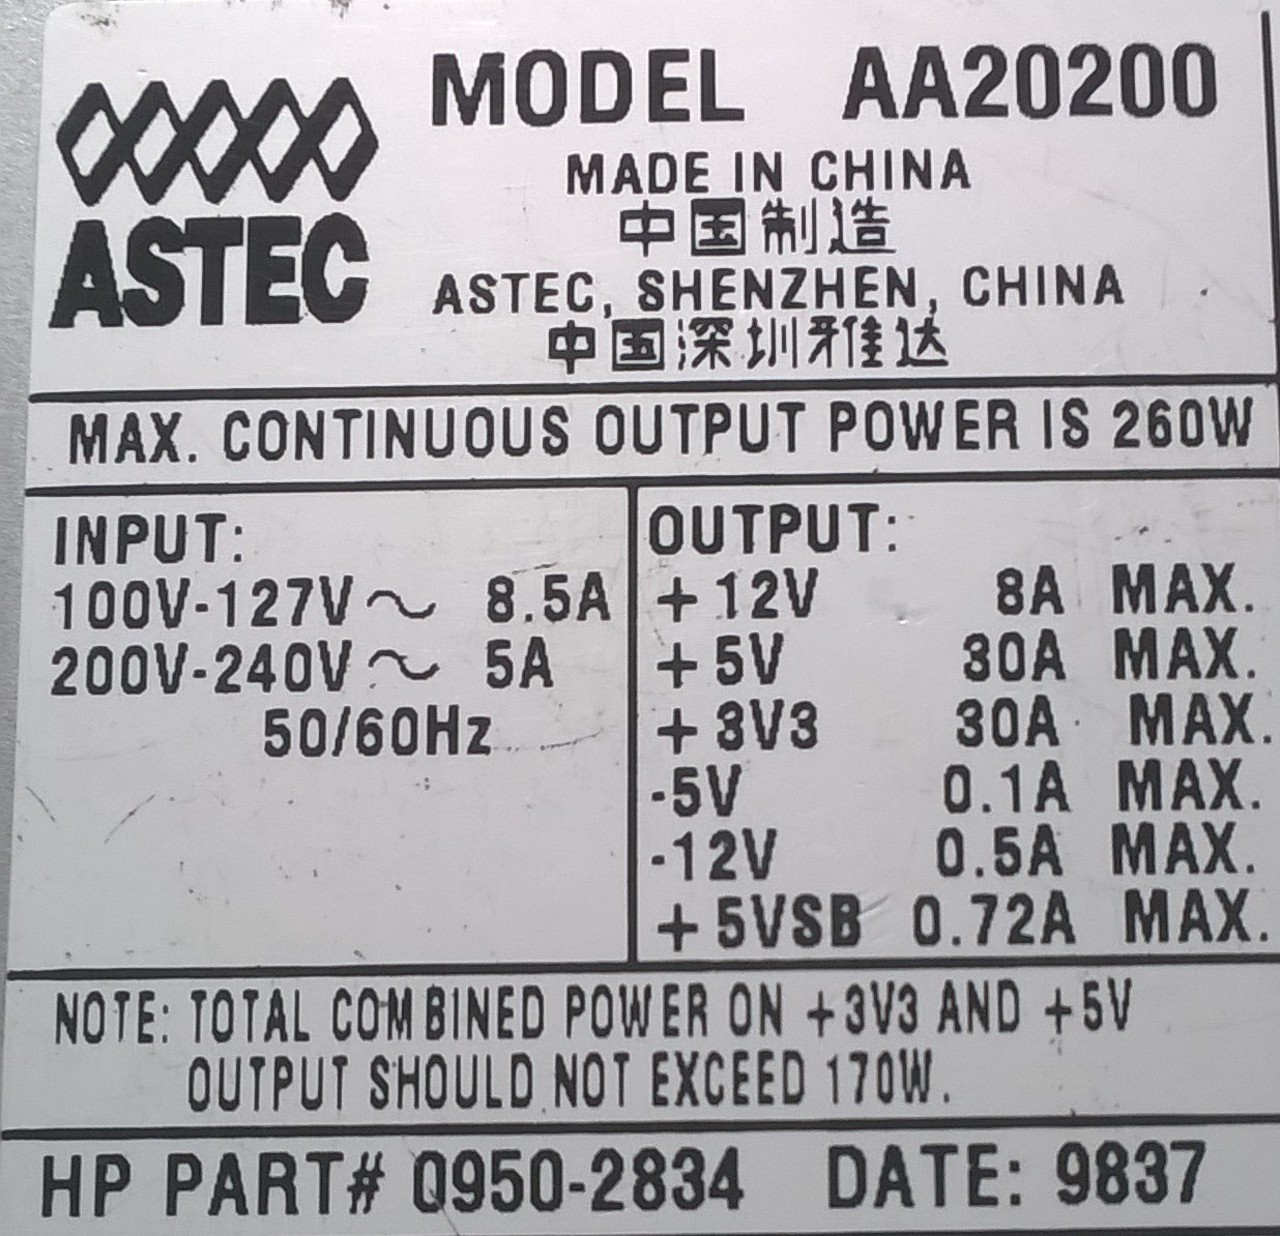 ASTEC
MODEL AA20200
MADE IN CHINA
中国制造
ASTEC, SHENZHEN, CHINA
中国深圳雅达
MAX. CONTINUOUS OUTPUT POWER IS 260W
INPUT:
100V-127V～ 8.5A
200V-240V～ 5A
50/60Hz
OUTPUT:
+12V 8A MAX.
+5V 30A MAX.
+3V3 30A MAX.
-5V 0.1A MAX.
-12V 0.5A MAX.
+5VSB 0.72A MAX.
NOTE: TOTAL COMBINED POWER ON +3V3 AND +5V
OUTPUT SHOULD NOT EXCEED 170W.
HP PART# 0950-2834 DATE: 9837